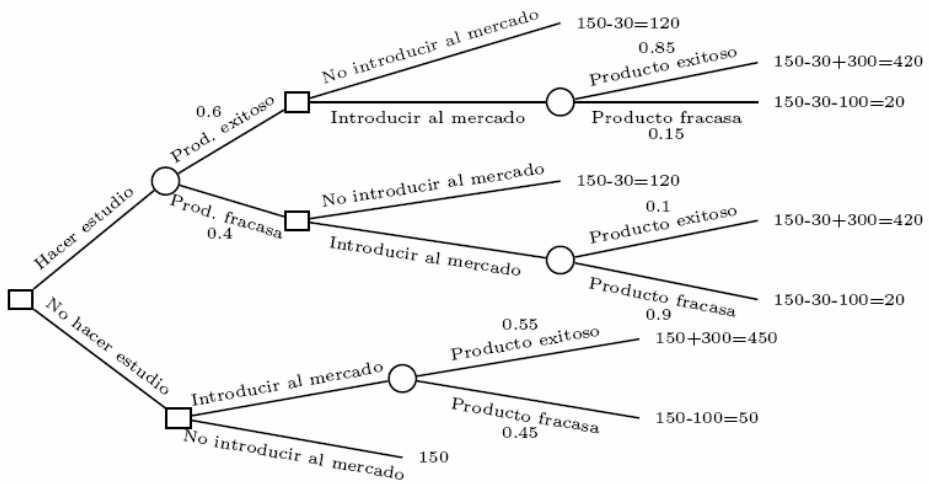 No introducir al mercado
150-30=120
0.85
Producto exitoso
150-30+300=420
0.6
Prod. exitoso
Introducir al mercado
Producto fracasa
0.15
150-30-100=20
Hacer estudio
Prod. fracasa
0.4
No introducir al mercado
150-30=120
Introducir al mercado
0.1
Producto exitoso
150-30+300=420
Producto fracasa
0.9
150-30-100=20
No hacer estudio
Introducir al mercado
0.55
Producto exitoso
150+300=450
Producto fracasa
0.45
150-100=50
No introducir al mercado
150